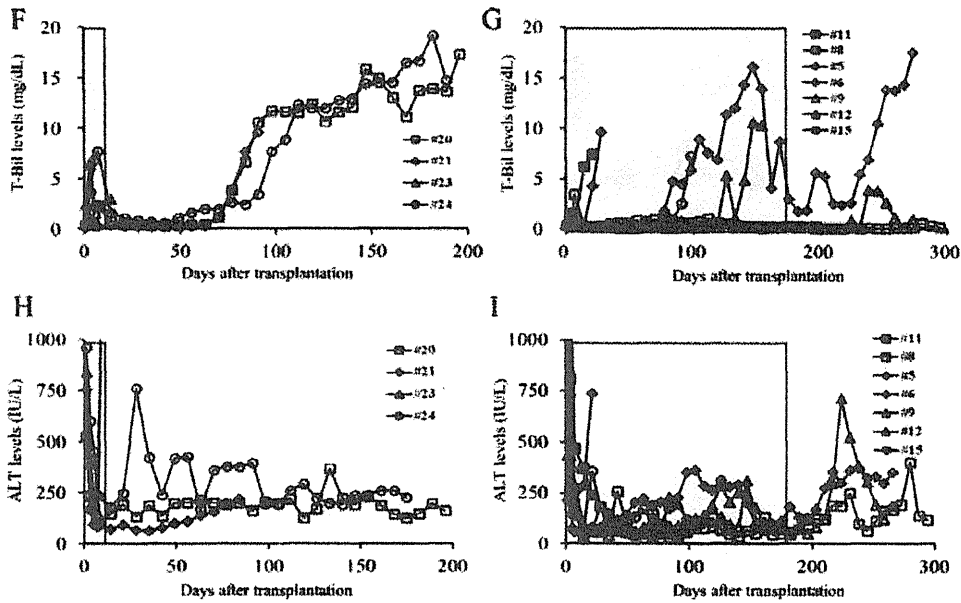 F
T-Bil levels (mg/dL)
20
15
10
5
0
#20
#21
#23
#24
0 50 100 150 200
Days after transplantation
G
T-Bil levels (mg/dL)
20
15
10
5
0
#11
#8
#5
#6
#9
#12
#15
0 100 200 300
Days after transplantation
H
ALT levels (IU/L)
1000
750
500
250
0
#20
#21
#23
#24
0 50 100 150 200
Days after transplantation
I
ALT levels (IU/L)
1000
750
500
250
0
#11
#8
#5
#6
#9
#12
#15
0 100 200 300
Days after transplantation